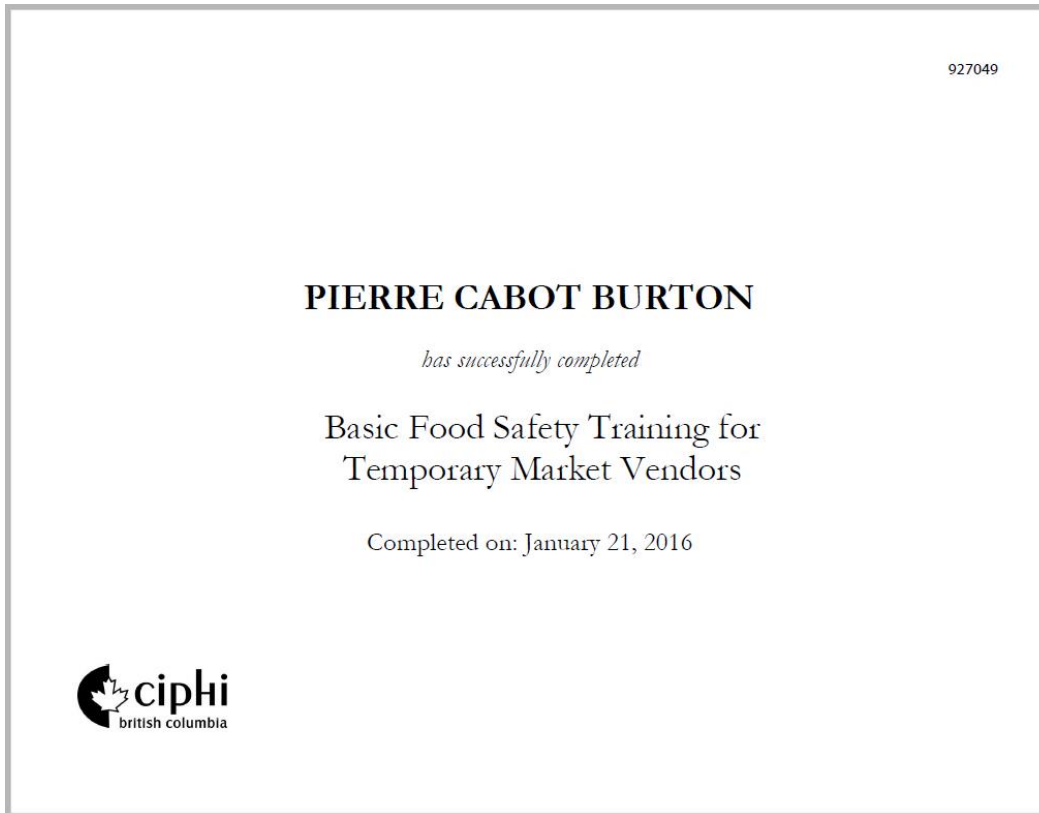 927049
PIERRE CABOT BURTON
has successfully completed
Basic Food Safety Training for
Temporary Market Vendors
Completed on: January 21, 2016
ciphi
british columbia